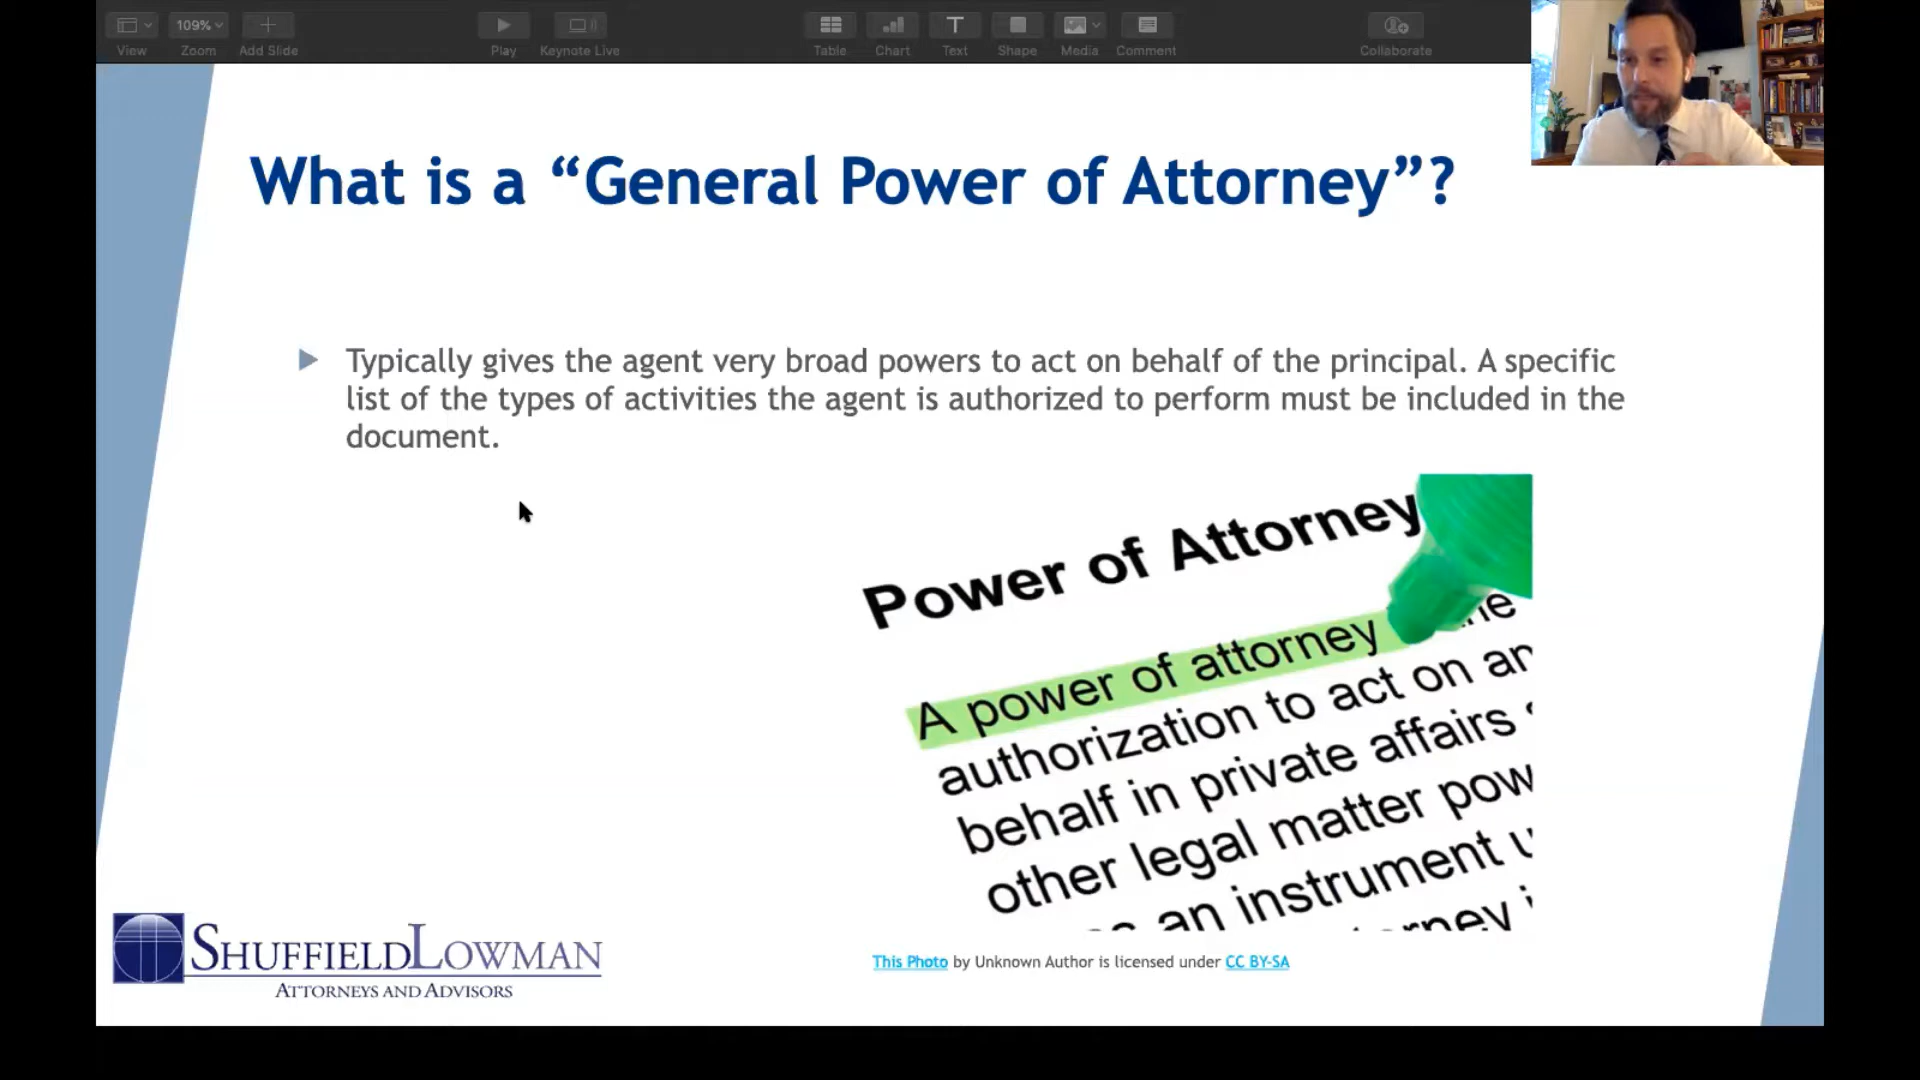 109%
View
Zoom
Add Slide
Play
Keynote Live
Table
Chart
Text
Shape
Media
Comment
Collaborate
What is a “General Power of Attorney”?
Typically gives the agent very broad powers to act on behalf of the principal. A specific
list of the types of activities the agent is authorized to perform must be included in the
document.
Power of Attorney
A power of attorney
authorization to act on
behalf in private affairs
other legal matter
an instrument
SHUFFIELDLOWMAN
ATTORNEYS AND ADVISORS
This Photo by Unknown Author is licensed under CC BY-SA